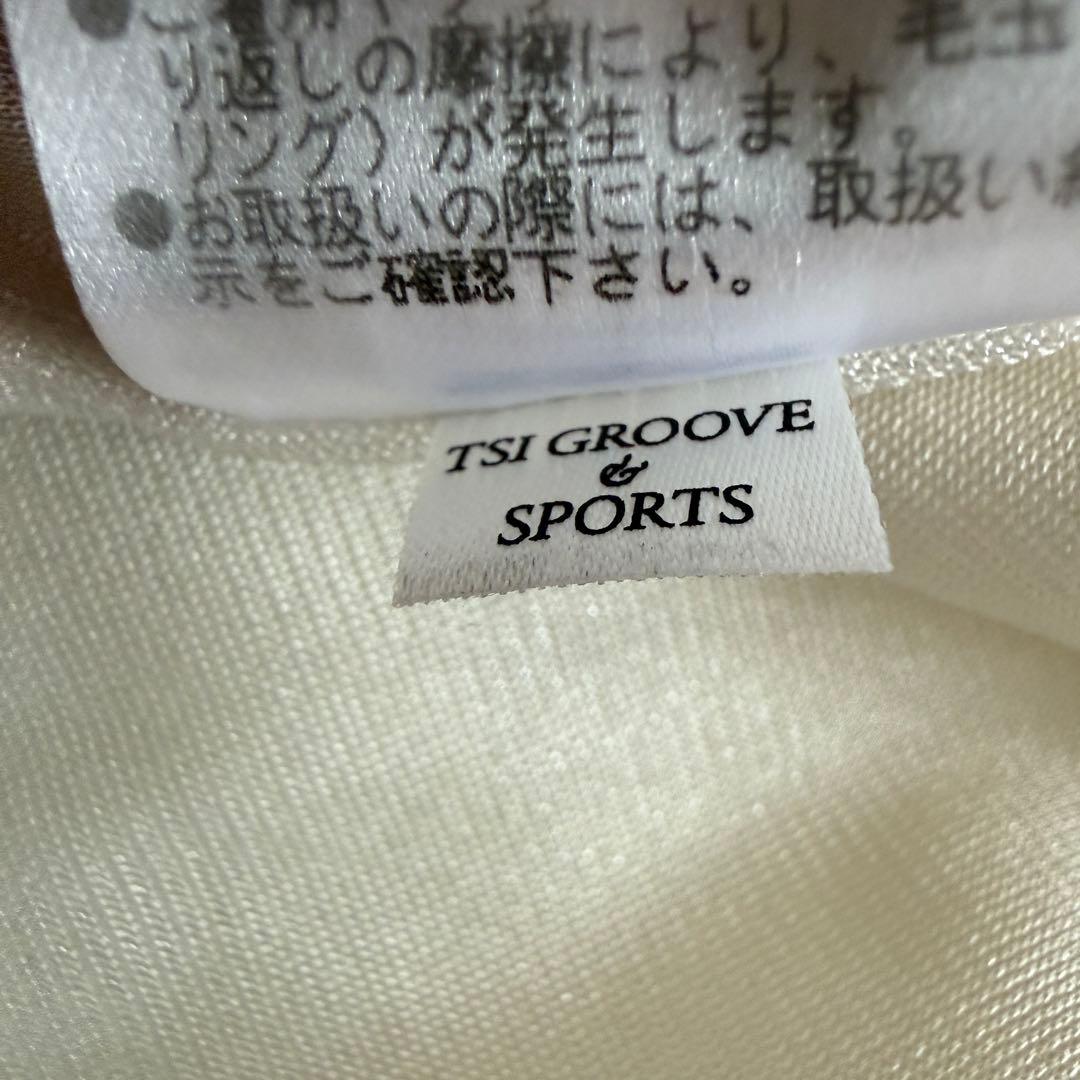 り返しの摩擦により、毛玉
リング）が発生します。
●お取扱いの際には、取扱い
示をご確認下さい。
TSI GROOVE
&
SPORTS